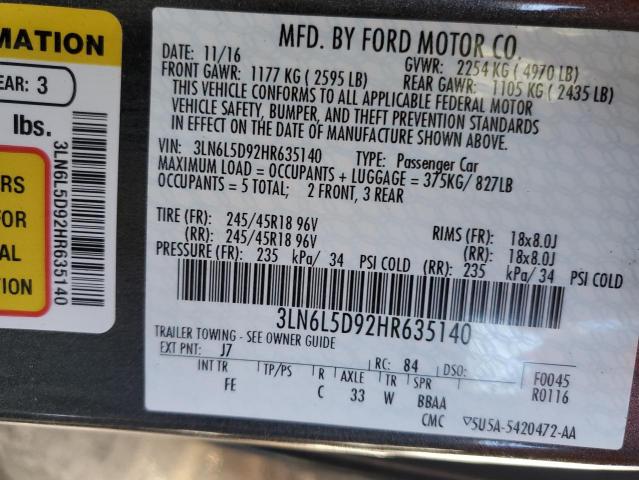 MATION
EAR: 3
lbs.
RS
FOR
AL
TION
3LN6L5D92HR635140
MFD. BY FORD MOTOR CO.
DATE: 11/16 GVWR: 2254 KG ( 4970 LB)
FRONT GAWR: 1177 KG ( 2595 LB) REAR GAWR: 1105 KG ( 2435 LB)
THIS VEHICLE CONFORMS TO ALL APPLICABLE FEDERAL MOTOR
VEHICLE SAFETY, BUMPER, AND THEFT PREVENTION STANDARDS
IN EFFECT ON THE DATE OF MANUFACTURE SHOWN ABOVE.
VIN: 3LN6L5D92HR635140 TYPE: Passenger Car
MAXIMUM LOAD = OCCUPANTS + LUGGAGE = 375KG/ 827LB
OCCUPANTS = 5 TOTAL; 2 FRONT, 3 REAR
TIRE (FR): 245/45R18 96V RIMS (FR): 18x8.0J
(RR): 245/45R18 96V (RR): 18x8.0J
PRESSURE (FR): 235 kPa/ 34 PSI COLD (RR): 235 kPa/ 34 PSI COLD
3LN6L5D92HR635140
TRAILER TOWING - SEE OWNER GUIDE
EXT PNT: J7 RC: 84 DSO: F0045
INT TR TP/PS R AXLE TR SPR R0116
FE C 33 W BBAA
CMC 5U5A-5420472-AA